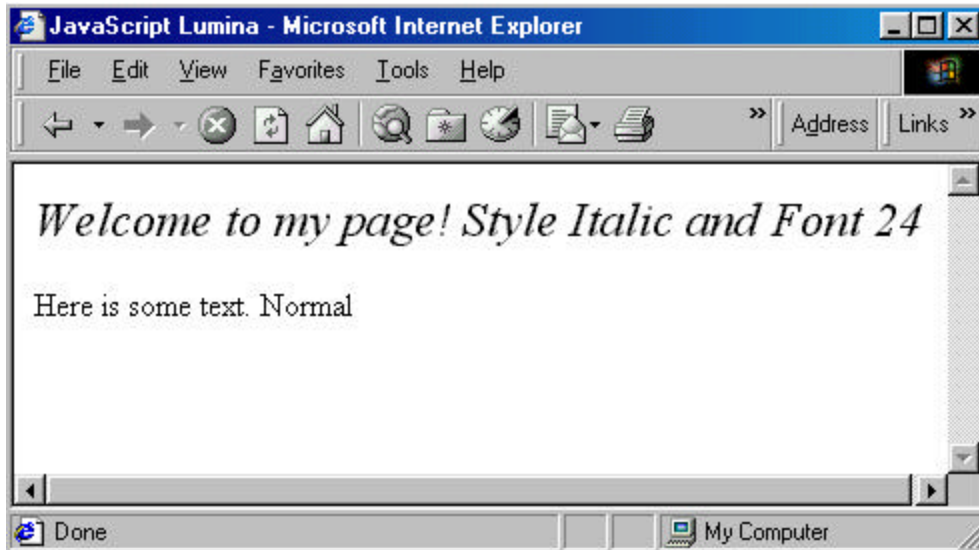 JavaScript Lumina - Microsoft Internet Explorer
File Edit View Favorites Tools Help
» Address Links »
Welcome to my page! Style Italic and Font 24
Here is some text. Normal
Done My Computer